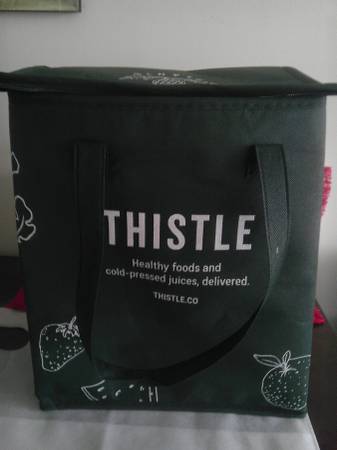 THISTLE
Healthy foods and
cold-pressed juices, delivered.
THISTLE.CO